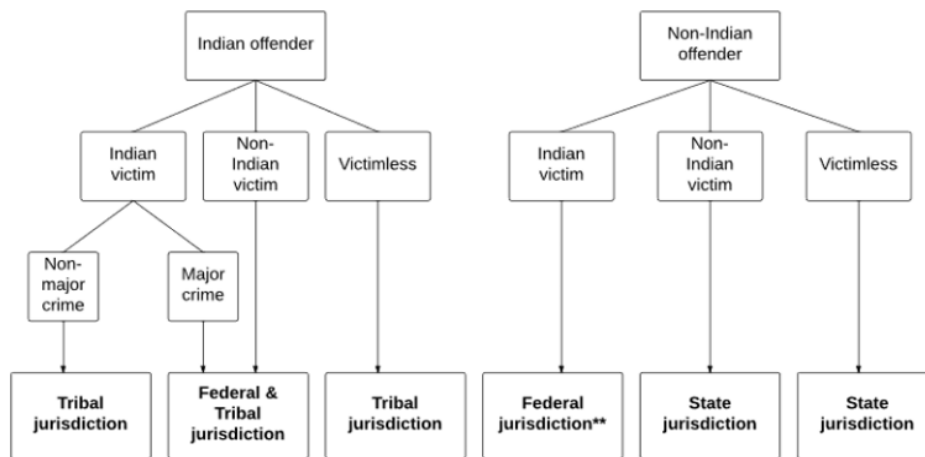 Indian offender
Non-Indian
offender
Indian
victim
Non-
Indian
victim
Victimless
Indian
victim
Non-
Indian
victim
Victimless
Non-
major
crime
Major
crime
Tribal
jurisdiction
Federal &
Tribal
jurisdiction
Tribal
jurisdiction
Federal
jurisdiction**
State
jurisdiction
State
jurisdiction